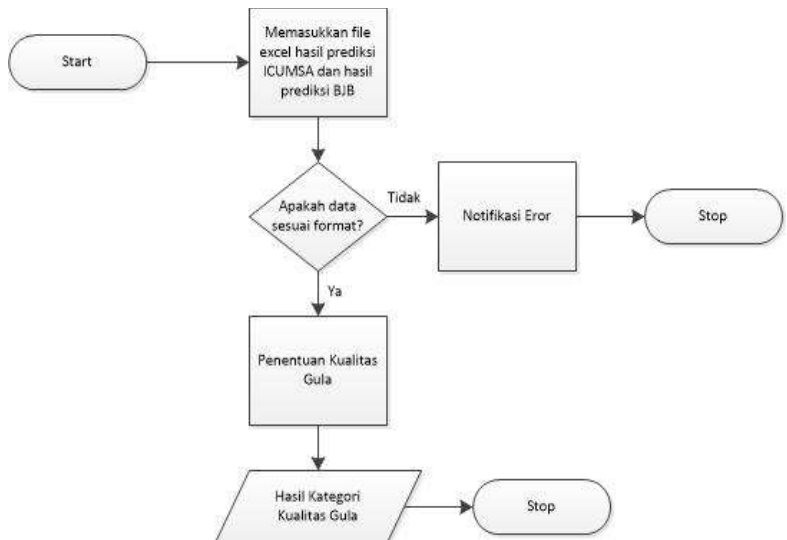 Memasukkan file
excel hasil prediksi
ICUMSA dan hasil
prediksi BJB
Start
Apakah data
sesuai format?
Tidak
Notifikasi Eror
Stop
Ya
Penentuan Kualitas
Gula
Hasil Kategori
Kualitas Gula
Stop